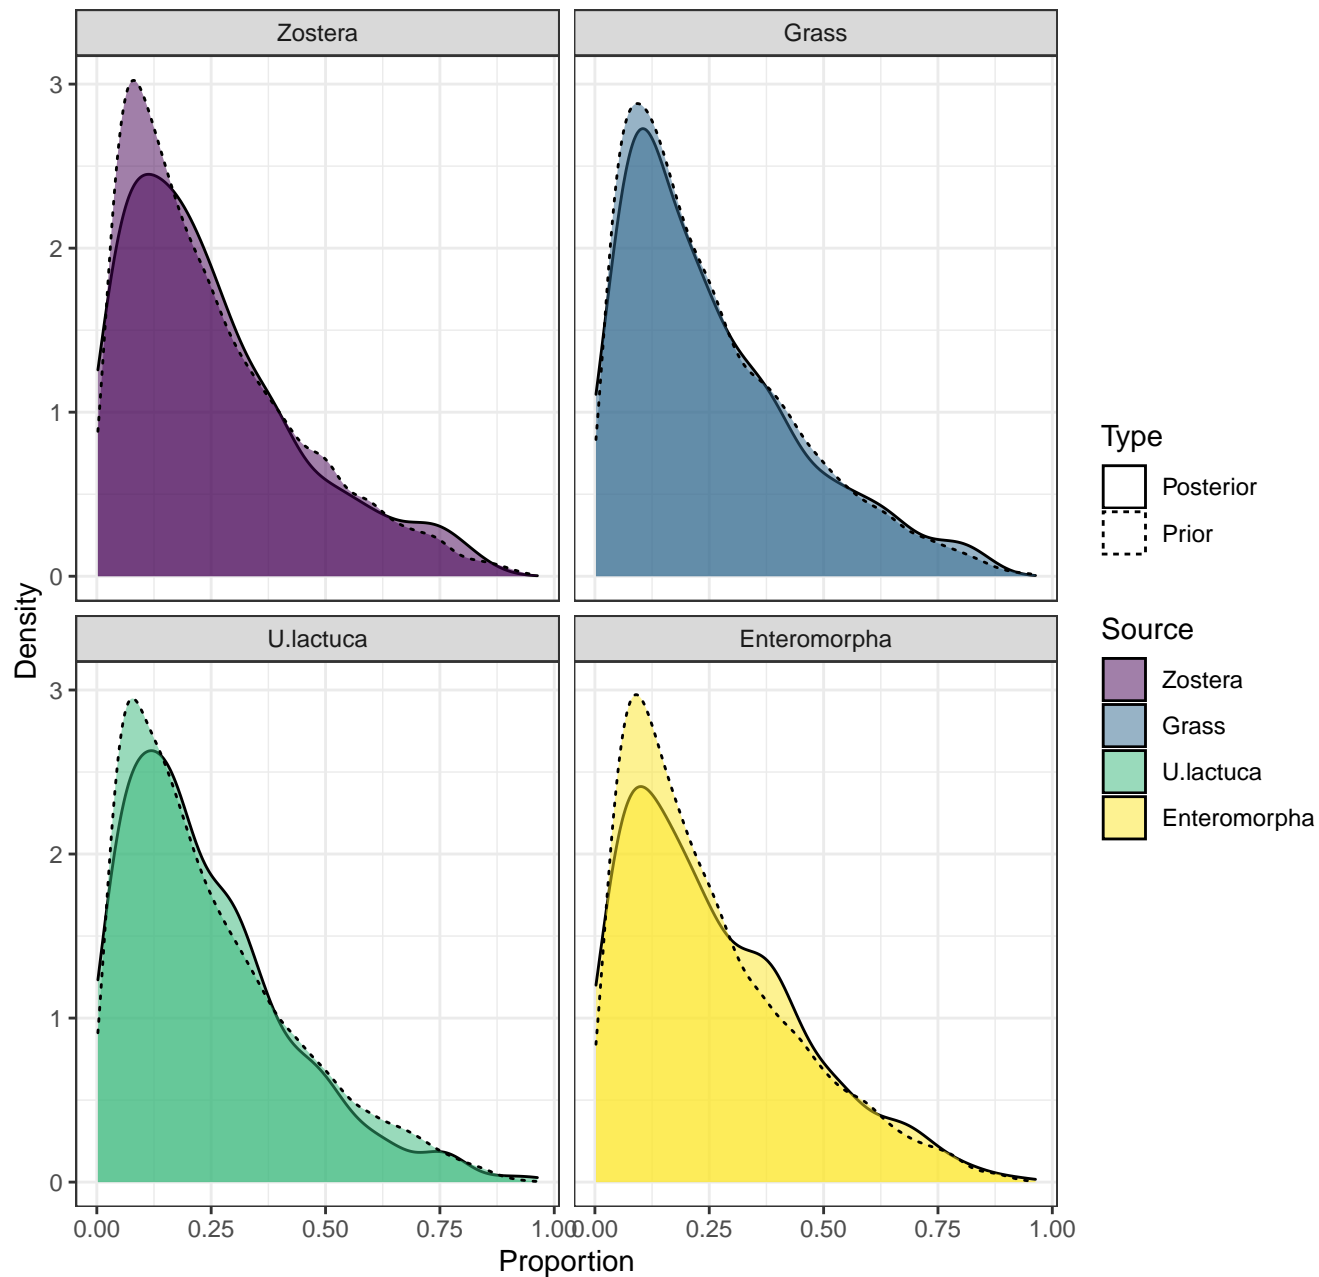 Zostera
Grass
3
2
1
0
Density
U.lactuca
Enteromorpha
3
2
1
0
0.00 0.25 0.50 0.75 1.00
0.00 0.25 0.50 0.75 1.00
Proportion
Type
Posterior
Prior
Source
Zostera
Grass
U.lactuca
Enteromorpha